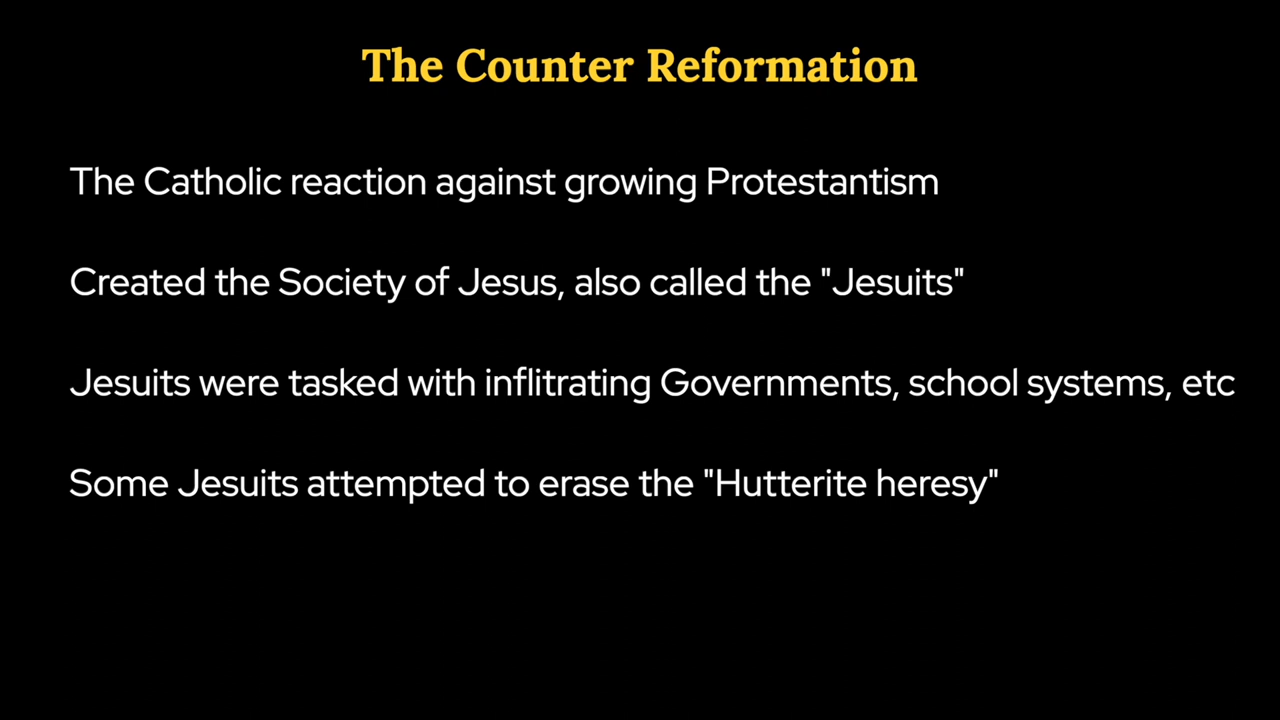 The Counter Reformation
The Catholic reaction against growing Protestantism
Created the Society of Jesus, also called the "Jesuits"
Jesuits were tasked with inflitrating Governments, school systems, etc
Some Jesuits attempted to erase the "Hutterite heresy"